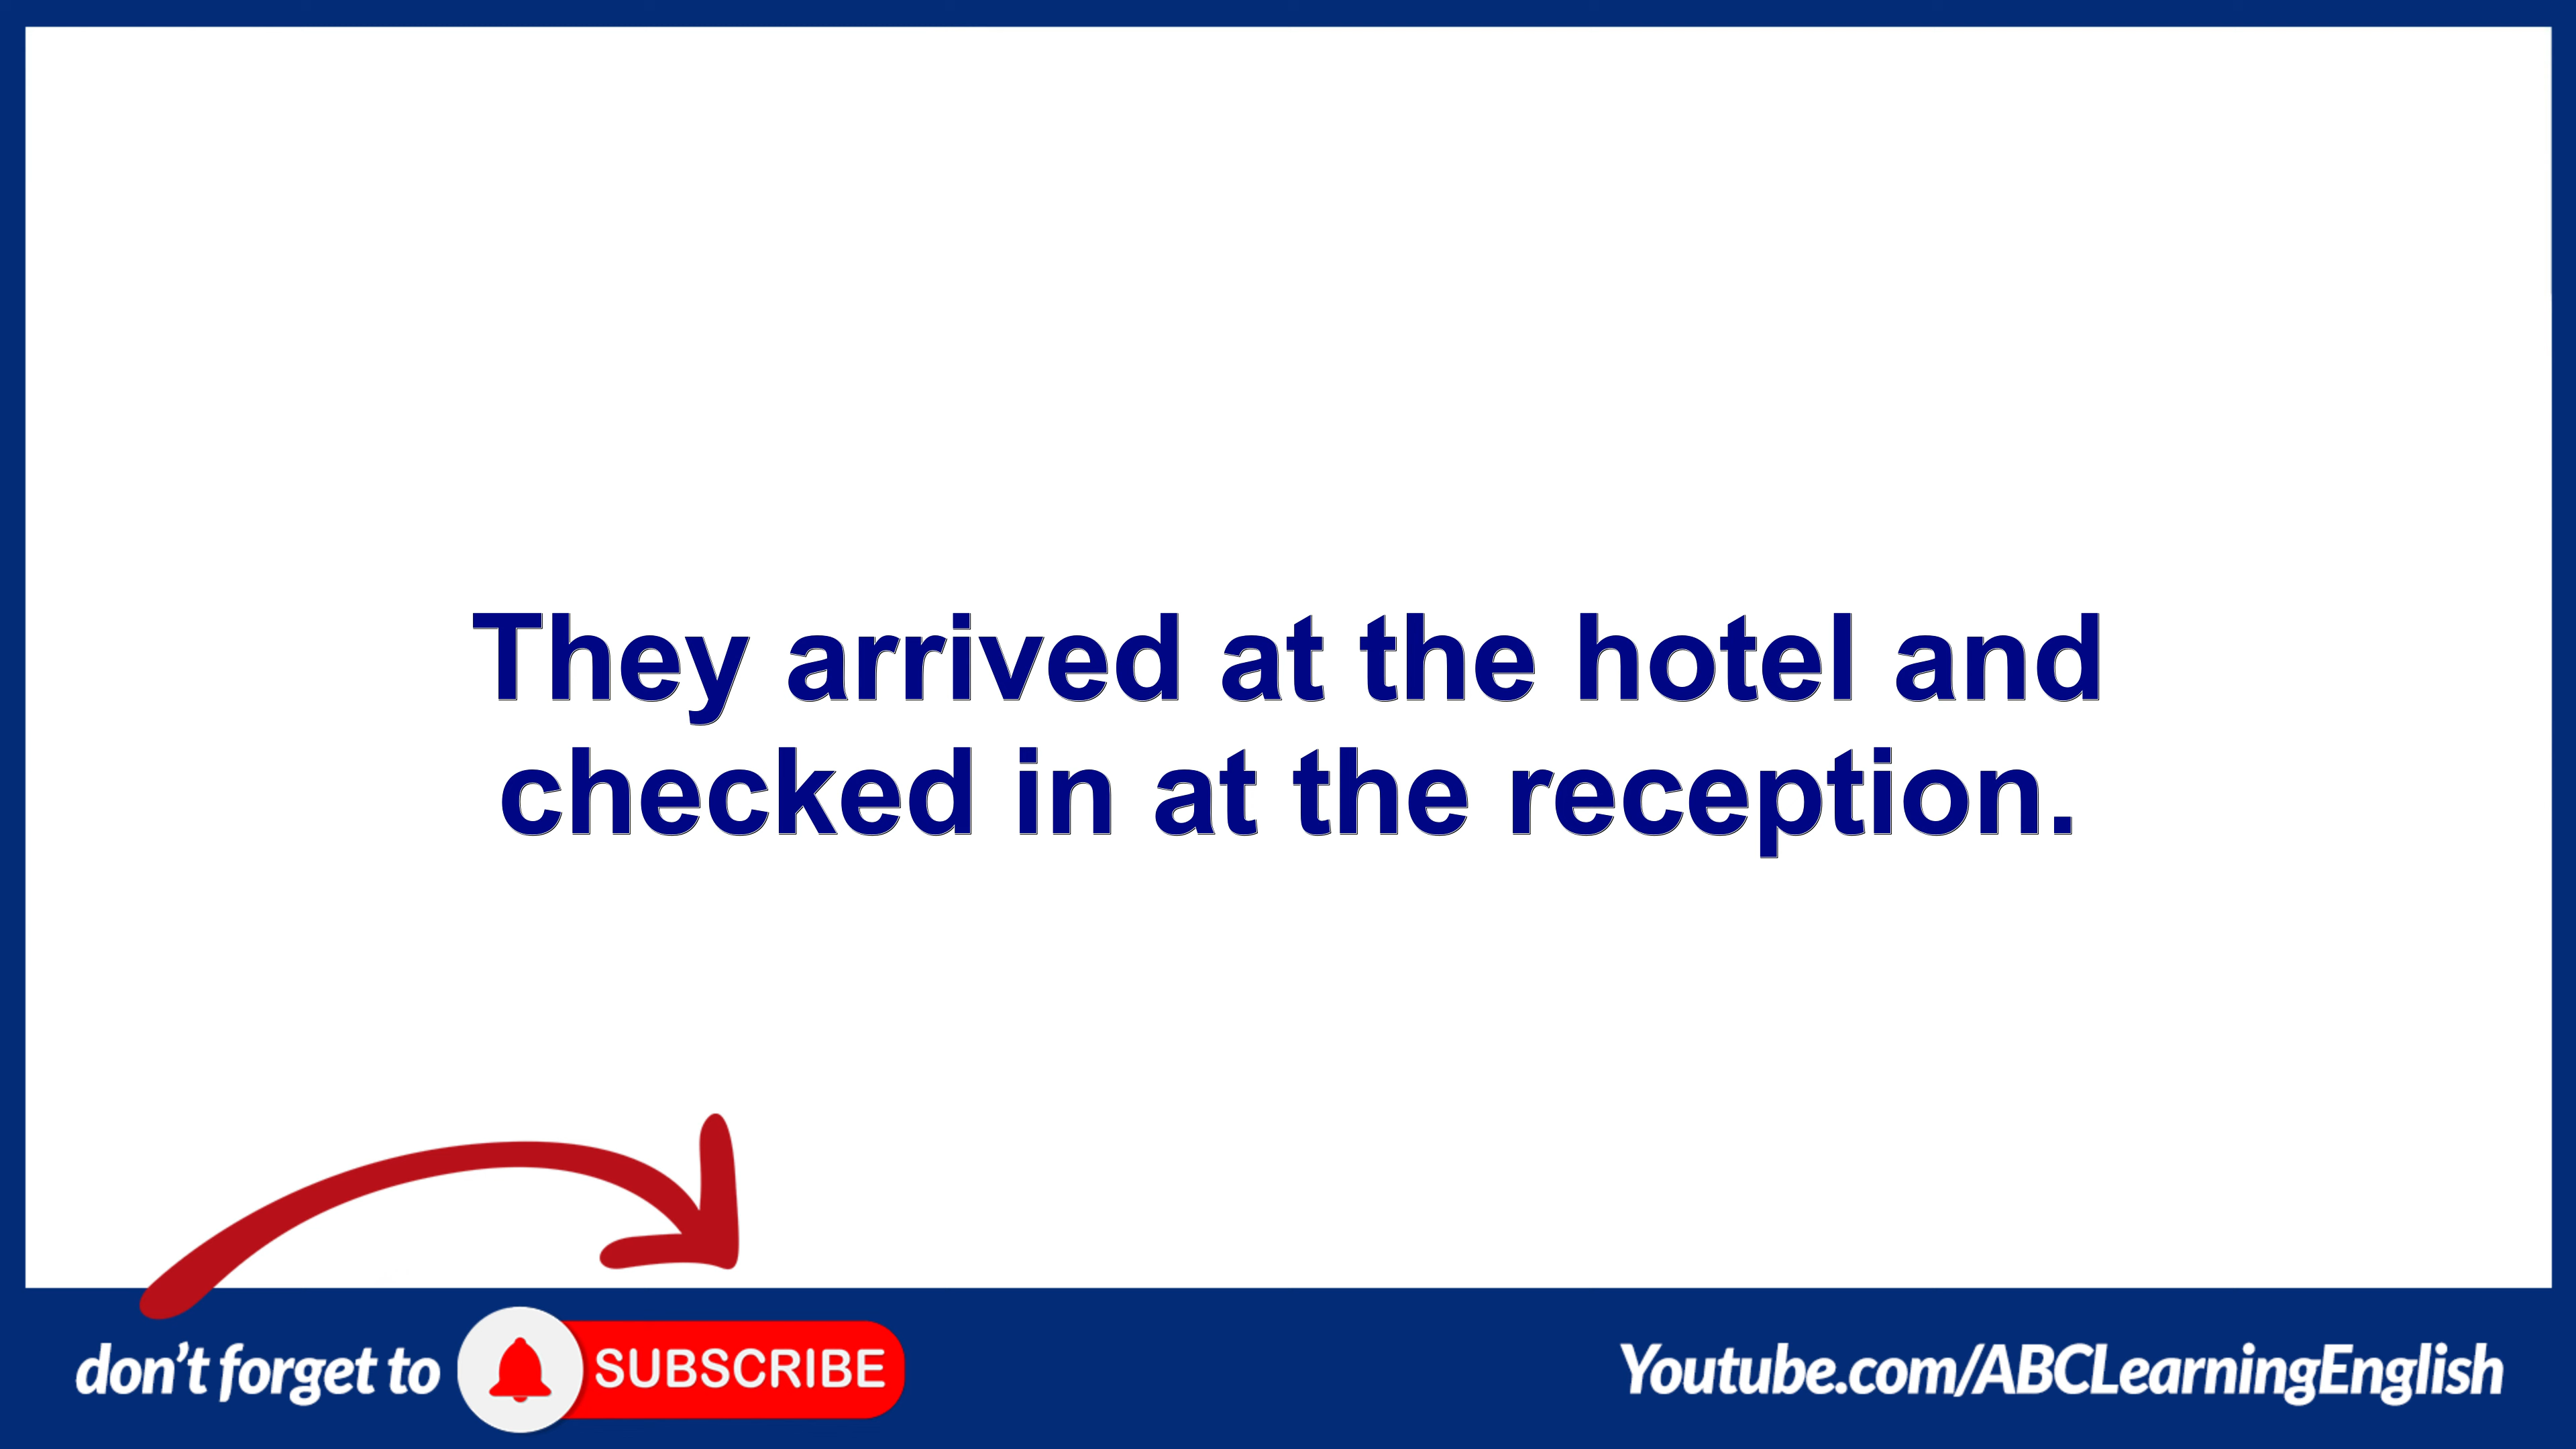 They arrived at the hotel and
checked in at the reception.
don't forget to SUBSCRIBE
Youtube.com/ABCLearningEnglish